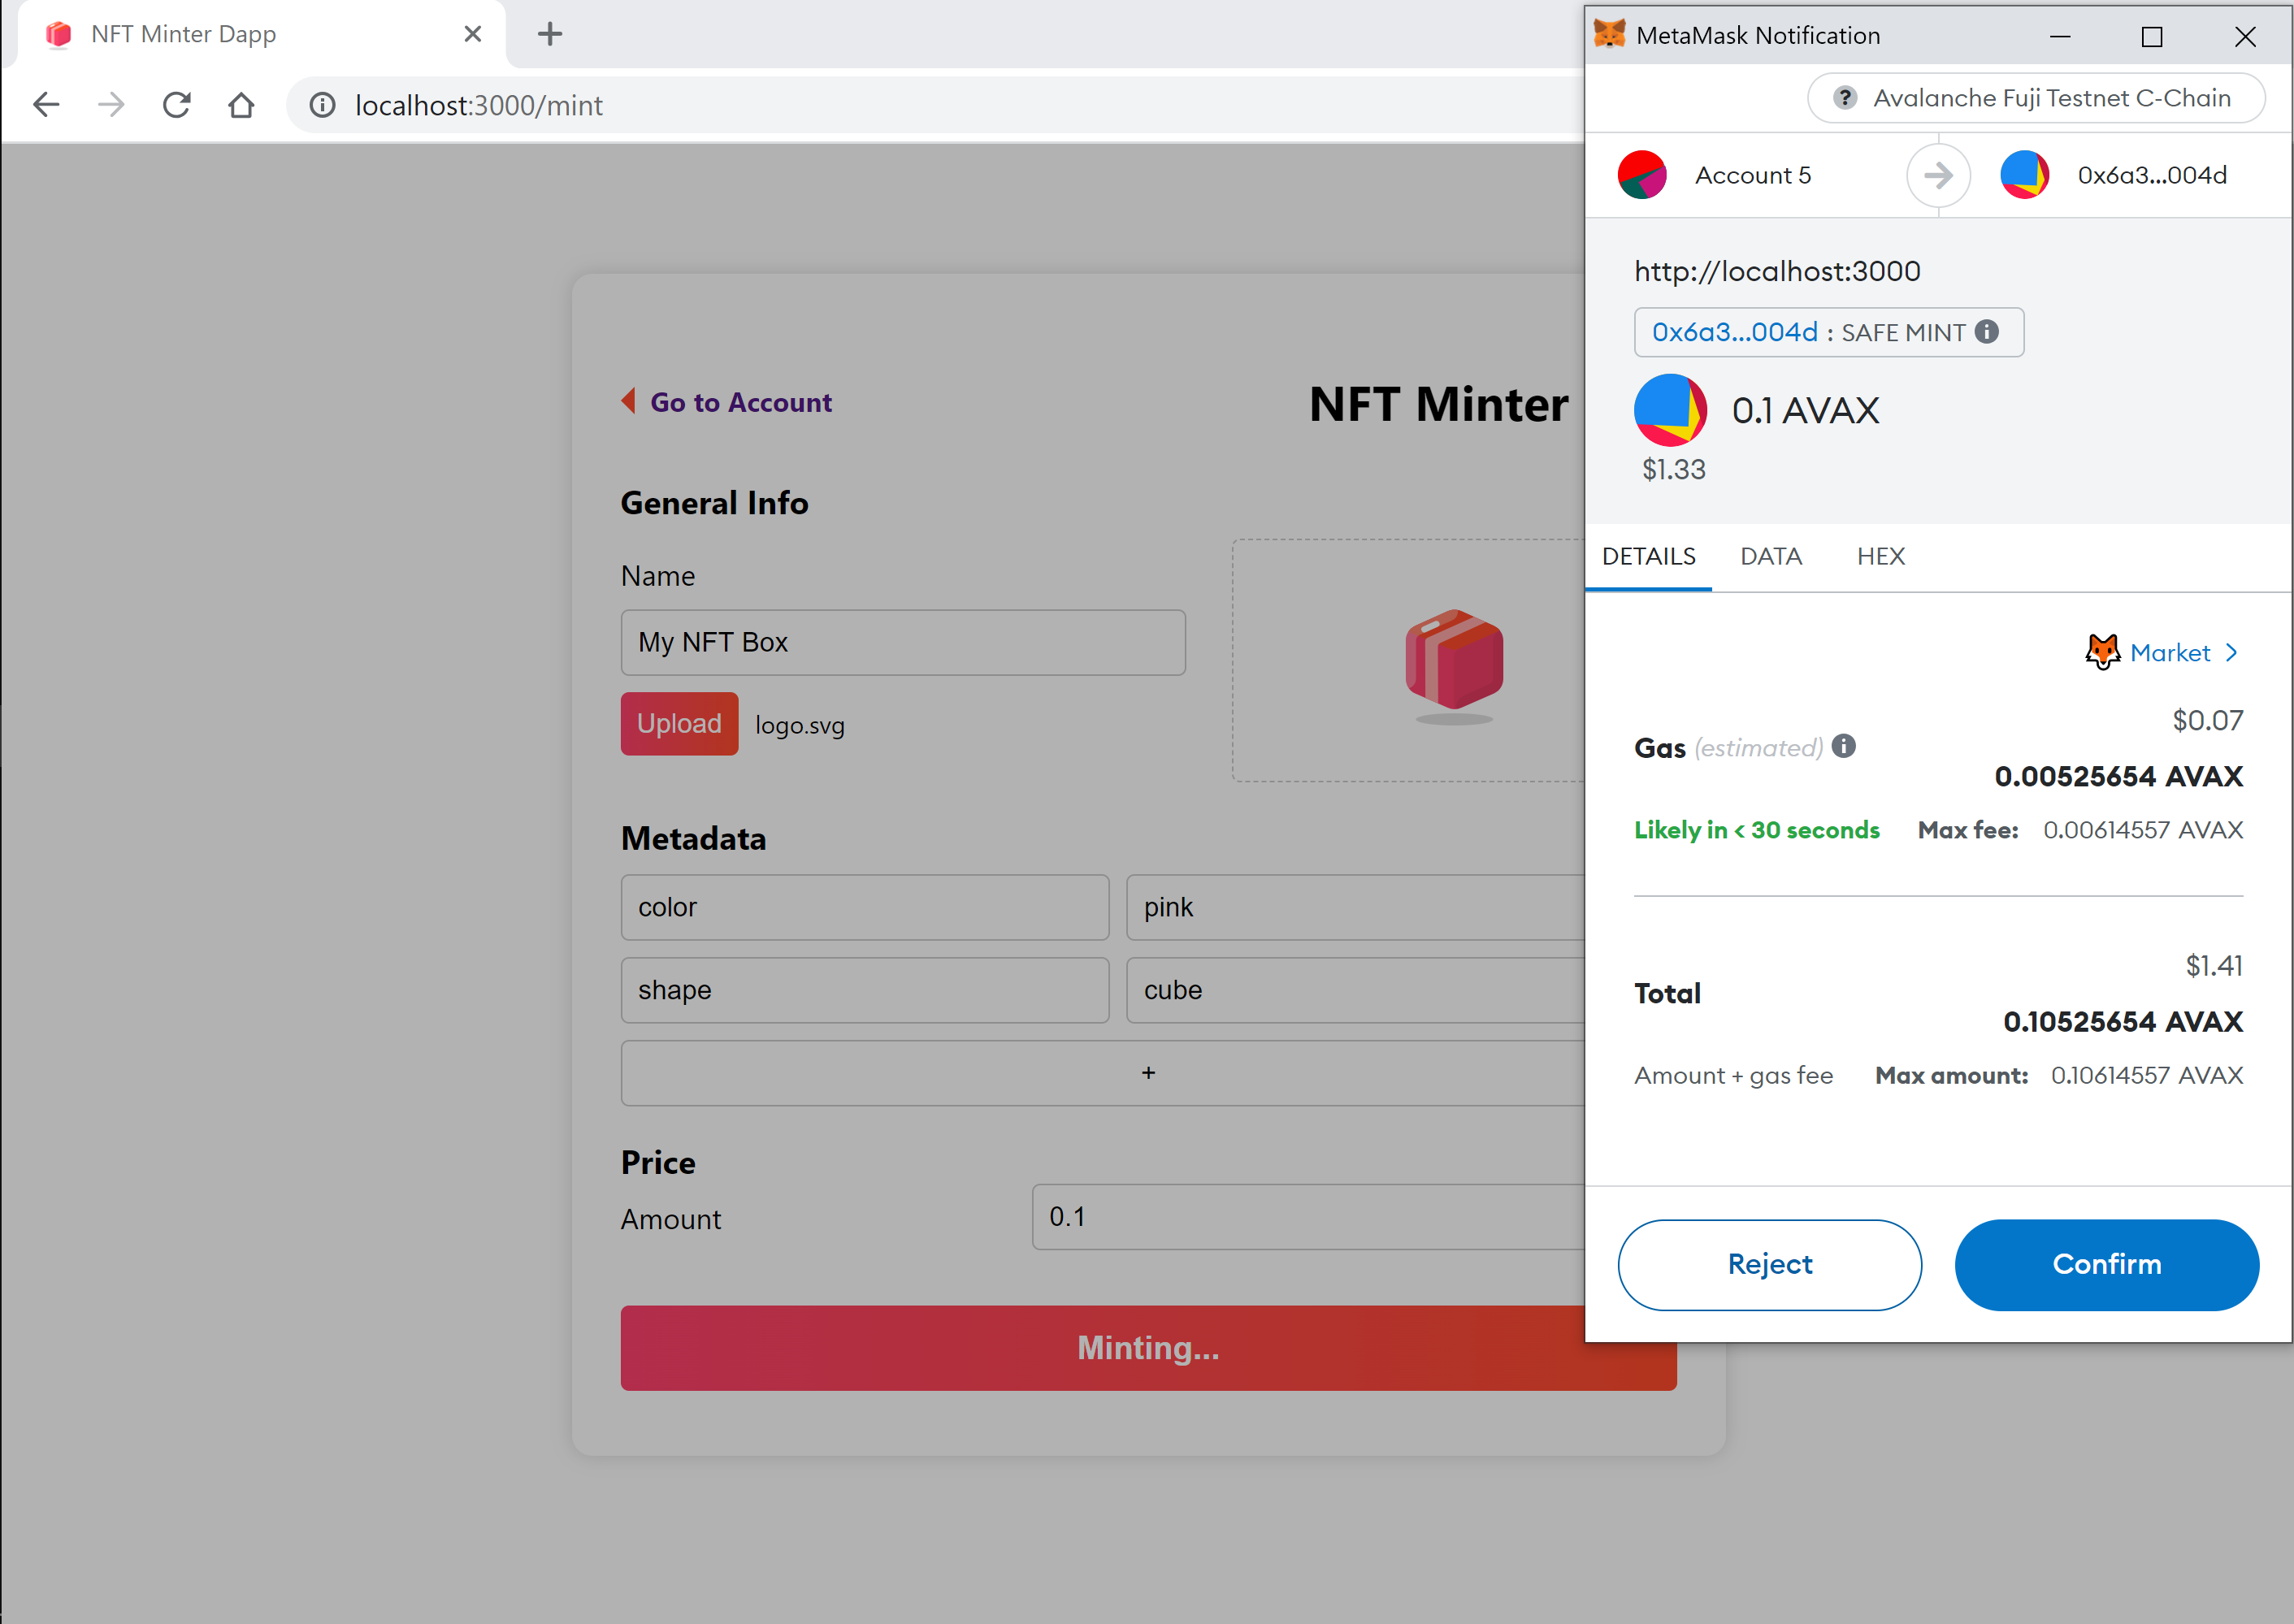 NFT Minter Dapp
localhost:3000/mint
Go to Account
NFT Minter
General Info
Name
My NFT Box
Upload
logo.svg
Metadata
color
pink
shape
cube
+
Price
Amount
0.1
Minting...
MetaMask Notification
? Avalanche Fuji Testnet C-Chain
Account 5
0x6a3...004d
http://localhost:3000
0x6a3...004d : SAFE MINT
0.1 AVAX
$1.33
DETAILS
DATA
HEX
Market
$0.07
Gas (estimated)
0.00525654 AVAX
Likely in < 30 seconds
Max fee: 0.00614557 AVAX
$1.41
Total
0.10525654 AVAX
Amount + gas fee
Max amount: 0.10614557 AVAX
Reject
Confirm